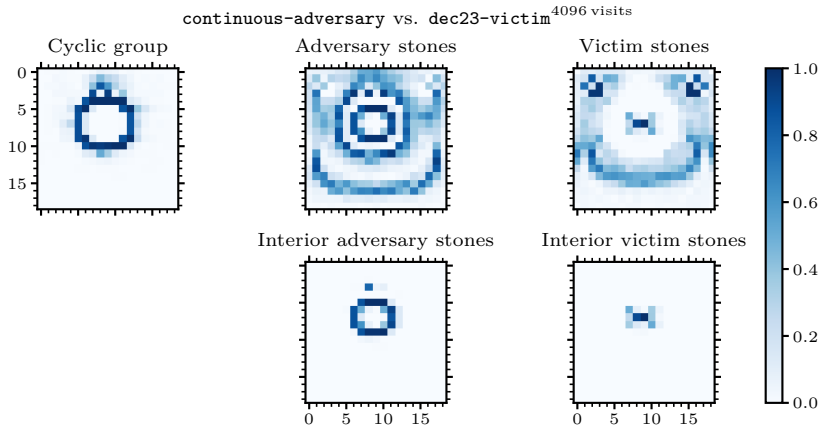 continuous-adversary vs. dec23-victim4096 visits
Cyclic group
Adversary stones
Victim stones
0
5
10
15
1.0
0.8
0.6
0.4
0.2
0.0
Interior adversary stones
Interior victim stones
0 5 10 15
0 5 10 15